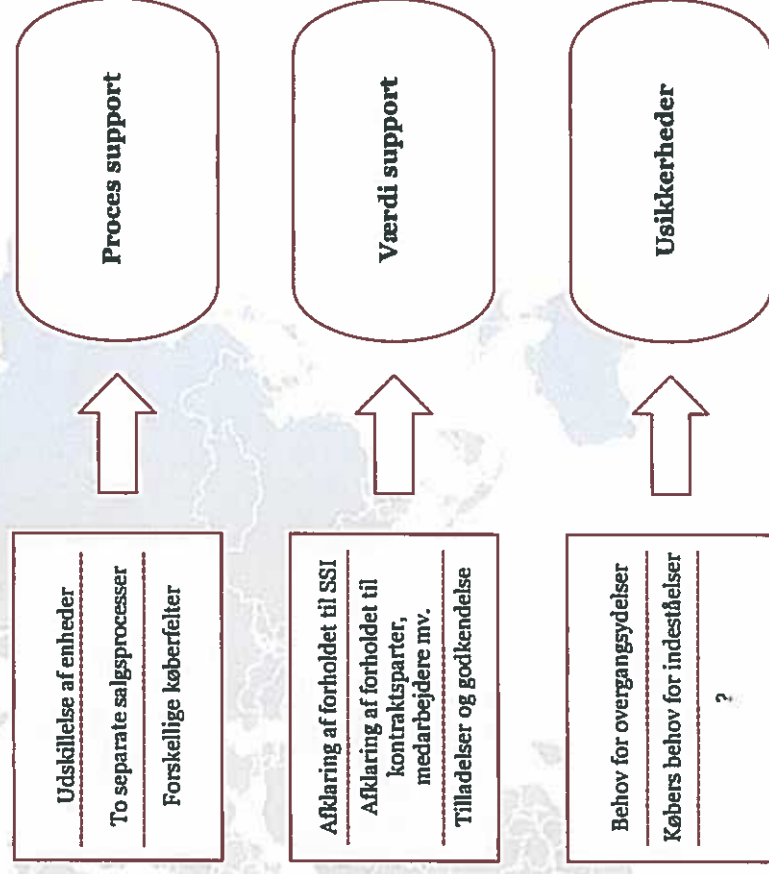 Udskillelse af enheder
To separate salgsprocesser
Forskellige køberfelter
Proces support
Afklaring af forholdet til SSI
Afklaring af forholdet til
kontraktsparter,
medarbejdere mv.
Tilladelser og godkendelse
Værdi support
Behov for overgangsydelser
Købers behov for indeståelser
?
Usikkerheder